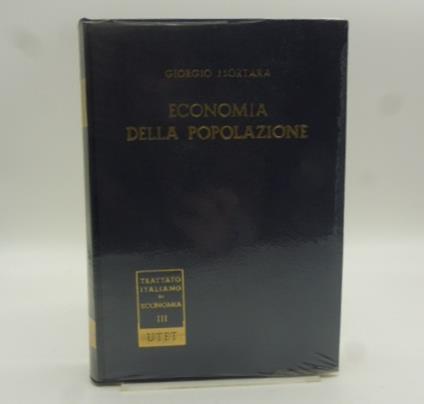 GIORGIO MORTARA
ECONOMIA
DELLA POPOLAZIONE
TRATTATO
ITALIANO
DI
ECONOMIA
III
UTET